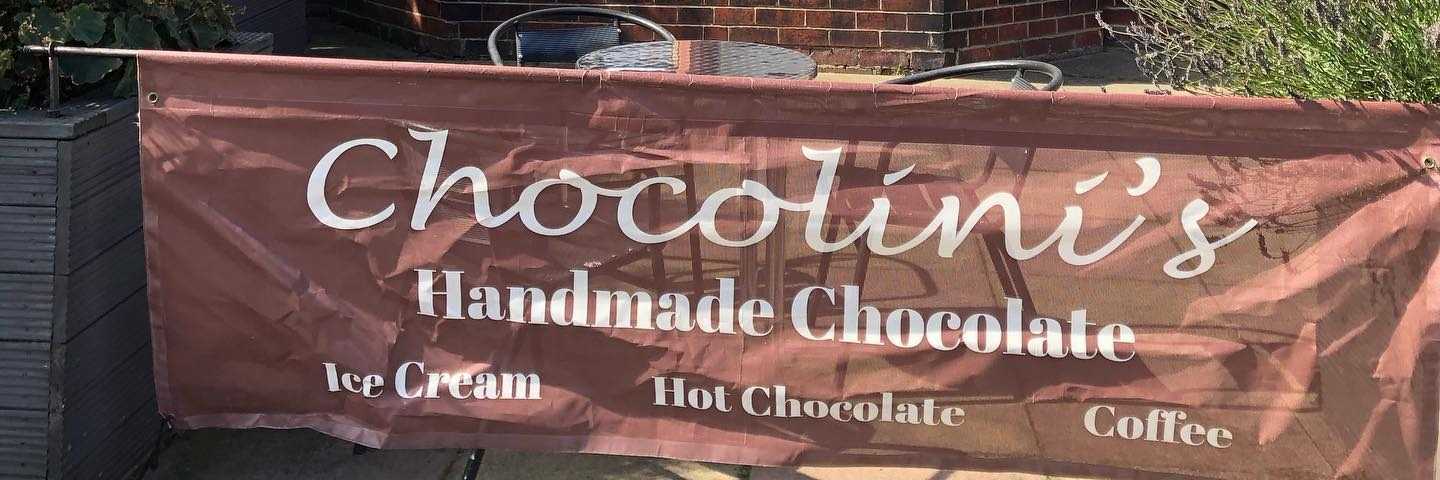 Chocolini's
Handmade Chocolate
Ice Cream Hot Chocolate Coffee